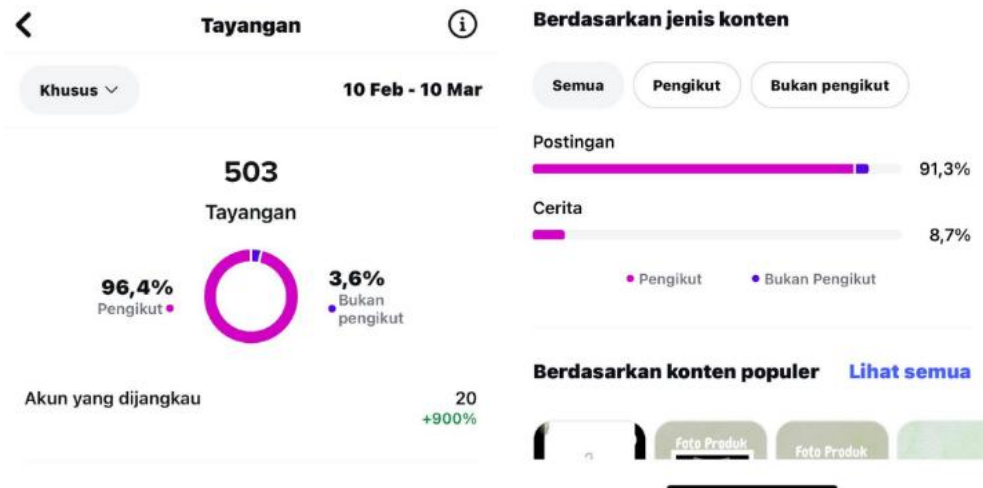 Tayangan
Khusus
10 Feb - 10 Mar
503
Tayangan
96,4%
Pengikut
3,6%
Bukan
pengikut
Akun yang dijangkau
20
+900%
Berdasarkan jenis konten
Semua
Pengikut
Bukan pengikut
Postingan
91,3%
Cerita
8,7%
Pengikut
Bukan Pengikut
Berdasarkan konten populer
Lihat semua
Foto Produk
Foto Produk